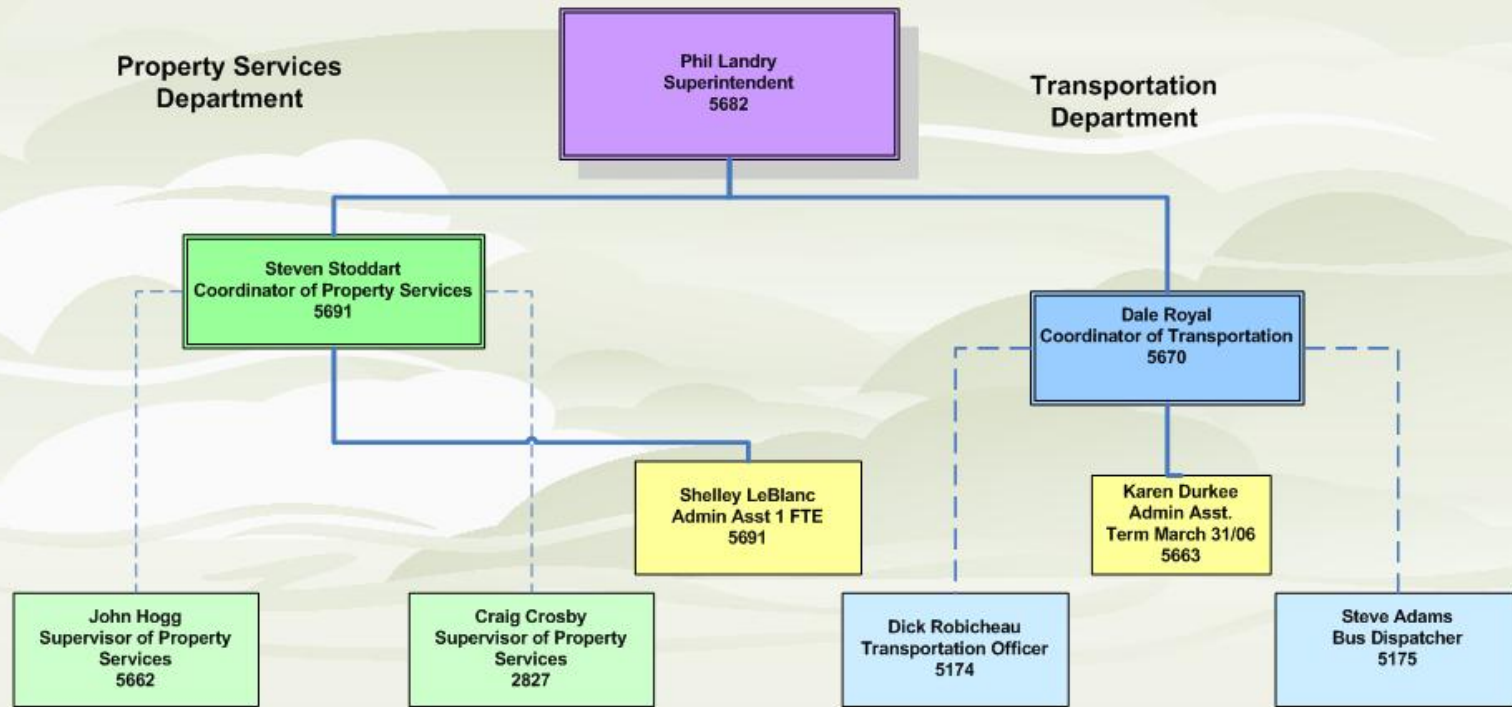 Property Services
Department
Phil Landry
Superintendent
5682
Transportation
Department
Steven Stoddart
Coordinator of Property Services
5691
Dale Royal
Coordinator of Transportation
5670
Shelley LeBlanc
Admin Asst 1 FTE
5691
Karen Durkee
Admin Asst.
Term March 31/06
5663
John Hogg
Supervisor of Property
Services
5662
Craig Crosby
Supervisor of Property
Services
2827
Dick Robicheau
Transportation Officer
5174
Steve Adams
Bus Dispatcher
5175